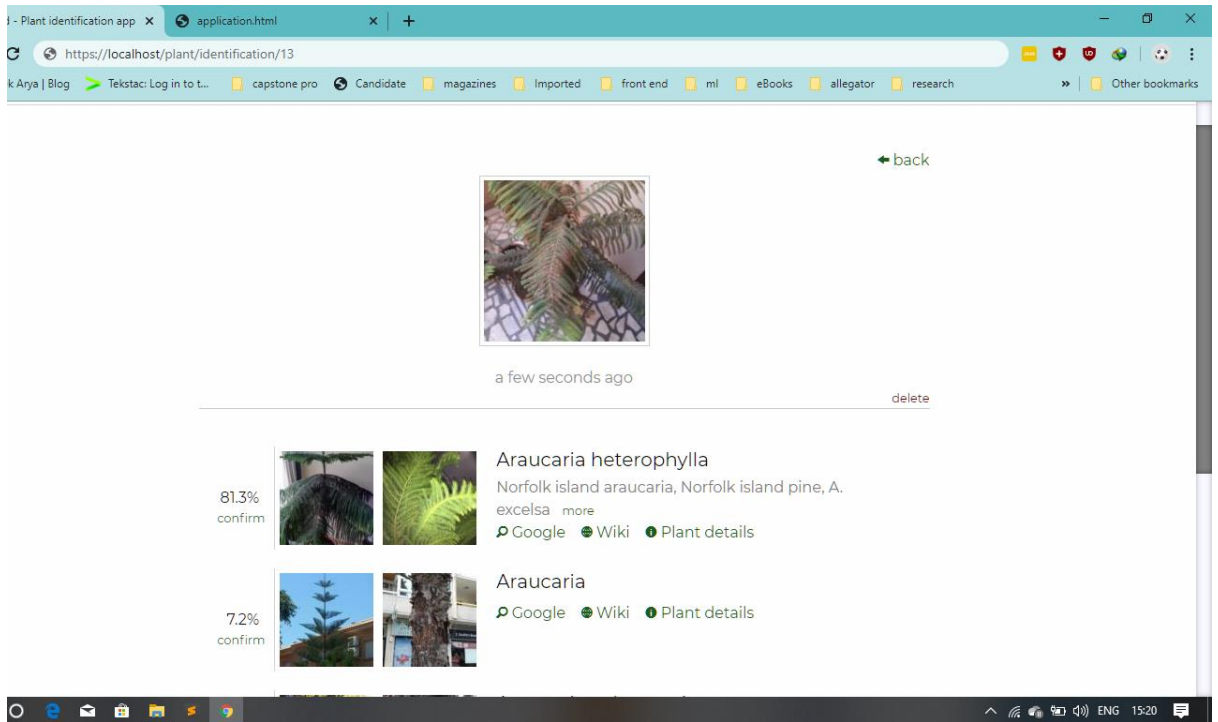 d - Plant identification app
application.html
https://localhost/plant/identification/13
k Arya | Blog
Tekstac: Log in to t...
capstone pro
Candidate
magazines
Imported
front end
ml
eBooks
allegator
research
»
Other bookmarks
back
a few seconds ago
delete
81.3%
confirm
Araucaria heterophylla
Norfolk island araucaria, Norfolk island pine, A.
excelsa more
Google Wiki Plant details
7.2%
confirm
Araucaria
Google Wiki Plant details
ENG 15:20